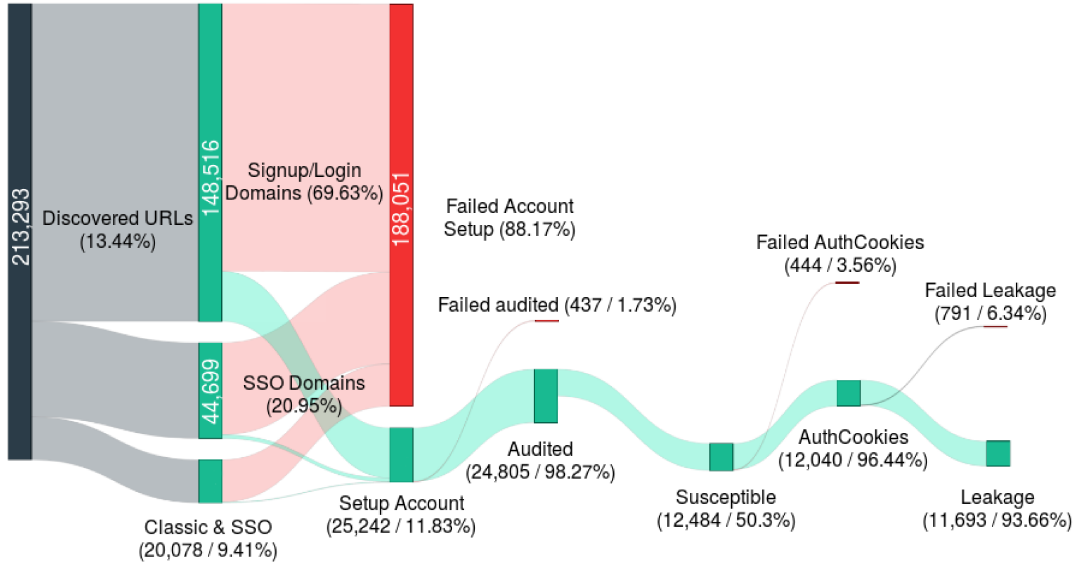 213,293
Discovered URLs
(13.44%)
148,516
44,699
Classic & SSO
(20,078 / 9.41%)
Signup/Login
Domains (69.63%)
SSO Domains
(20.95%)
188,051
Failed Account
Setup (88.17%)
Setup Account
(25,242 / 11.83%)
Failed audited (437 / 1.73%)
Audited
(24,805 / 98.27%)
Susceptible
(12,484 / 50.3%)
Failed AuthCookies
(444 / 3.56%)
AuthCookies
(12,040 / 96.44%)
Failed Leakage
(791 / 6.34%)
Leakage
(11,693 / 93.66%)